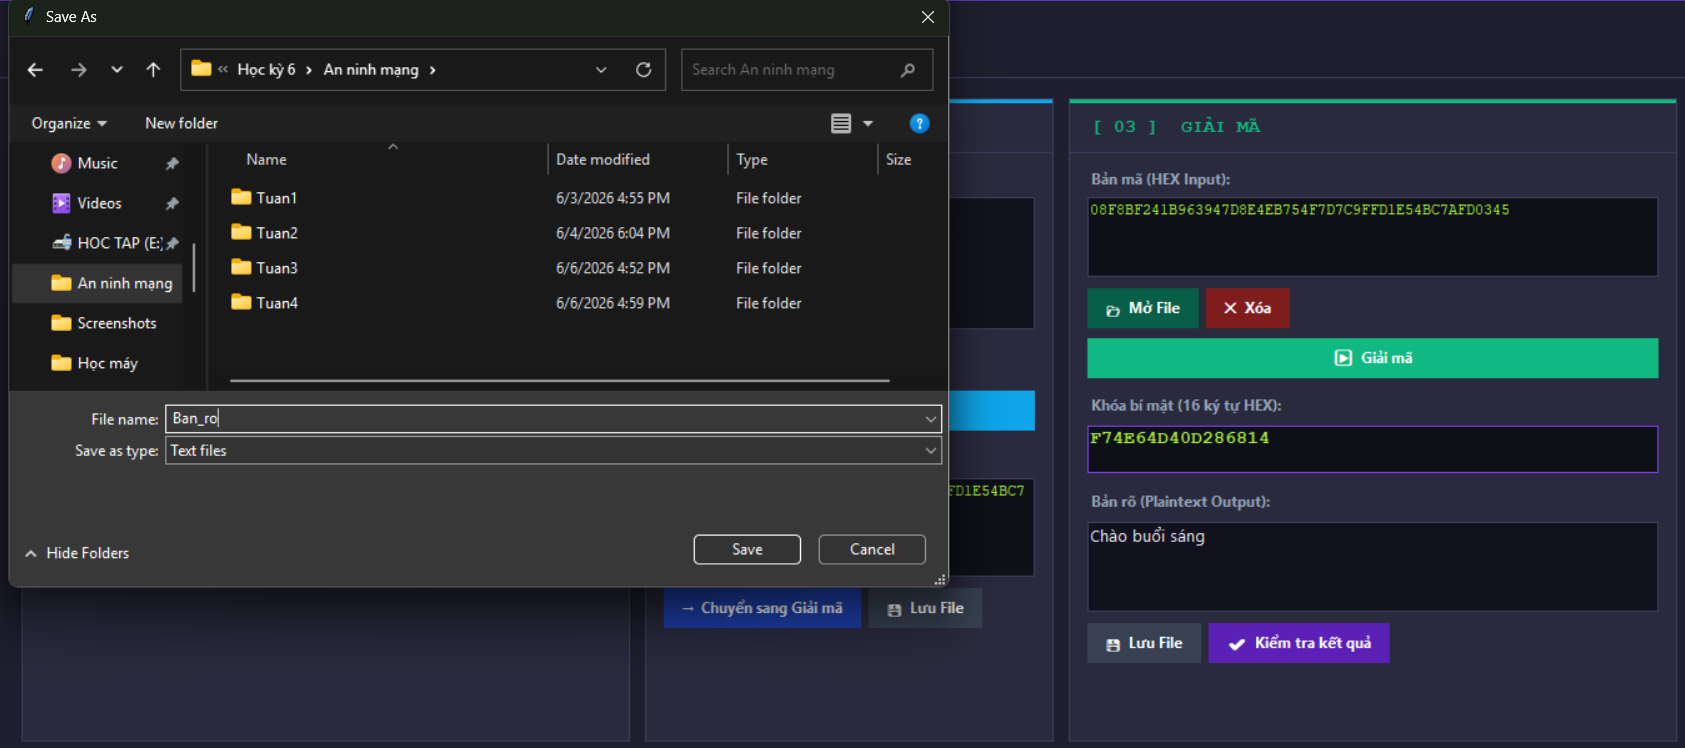 Save As
Học kỳ 6
An ninh mạng
Search An ninh mạng
Organize
New folder
Music
Videos
HOC TAP (E:)
An ninh mạng
Screenshots
Học máy
Name Date modified Type Size
Tuan1 6/3/2026 4:55 PM File folder
Tuan2 6/4/2026 6:04 PM File folder
Tuan3 6/6/2026 4:52 PM File folder
Tuan4 6/6/2026 4:59 PM File folder
File name: Ban_ro
Save as type: Text files
Hide Folders
Save
Cancel
FD1E54BC7
→ Chuyển sang Giải mã
Lưu File
[ 03 ] GIẢI MÃ
Bản mã (HEX Input):
08F8BF241B963947D8E4EB754F7D7C9FFD1E54BC7AFD0345
Mở File
Xóa
Giải mã
Khóa bí mật (16 ký tự HEX):
F74E64D40D286814
Bản rõ (Plaintext Output):
Chào buổi sáng
Lưu File
Kiểm tra kết quả